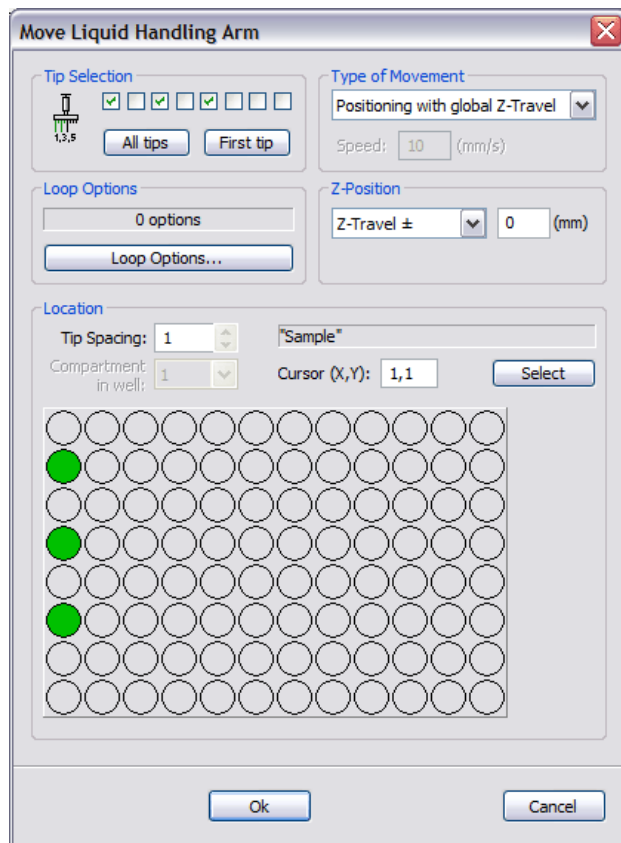 Move Liquid Handling Arm
Tip Selection
1,3,5
All tips
First tip
Type of Movement
Positioning with global Z-Travel
Speed: 10 (mm/s)
Loop Options
0 options
Loop Options...
Z-Position
Z-Travel ± 0 (mm)
Location
Tip Spacing: 1
"Sample"
Compartment
in well: 1
Cursor (X,Y): 1,1
Select
Ok
Cancel